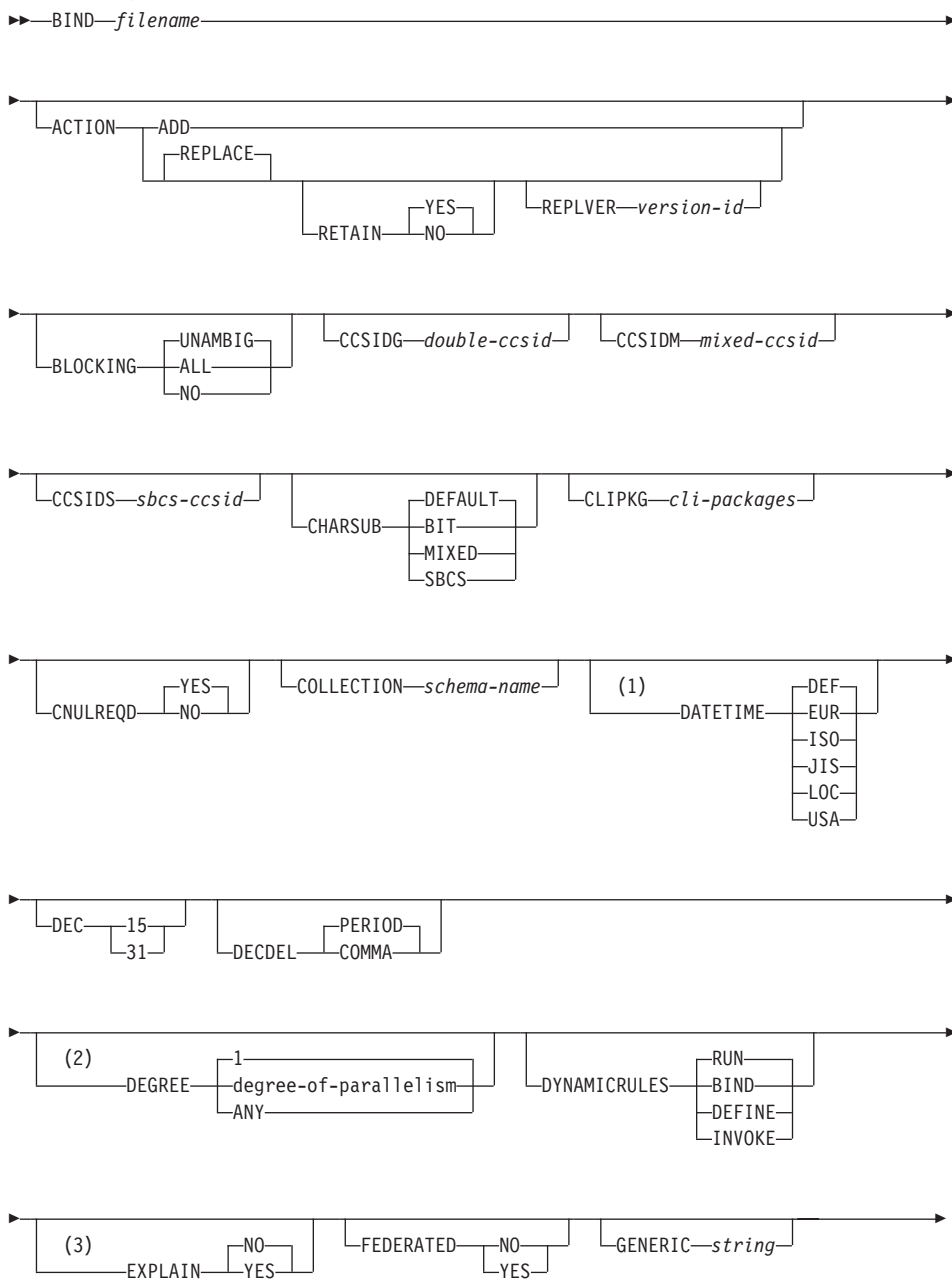 BIND filename
ACTION ADD
REPLACE
YES REPLVER version-id
RETAIN NO
UNAMBIG CCSIDG double-ccsid CCSIDM mixed-ccsid
BLOCKING ALL
NO
CCSIDS sbcs-ccsid DEFAULT CLIPKG cli-packages
CHARSUB BIT
MIXED
SBCS
YES COLLECTION schema-name (1) DEF
CNULREQD NO DATETIME EUR
ISO
JIS
LOC
USA
DEC 15 PERIOD
31 DECDEL COMMA
(2) 1 RUN
DEGREE degree-of-parallelism DYNAMICRULES BIND
ANY DEFINE
INVOKE
(3) NO FEDERATED NO GENERIC string
EXPLAIN YES YES